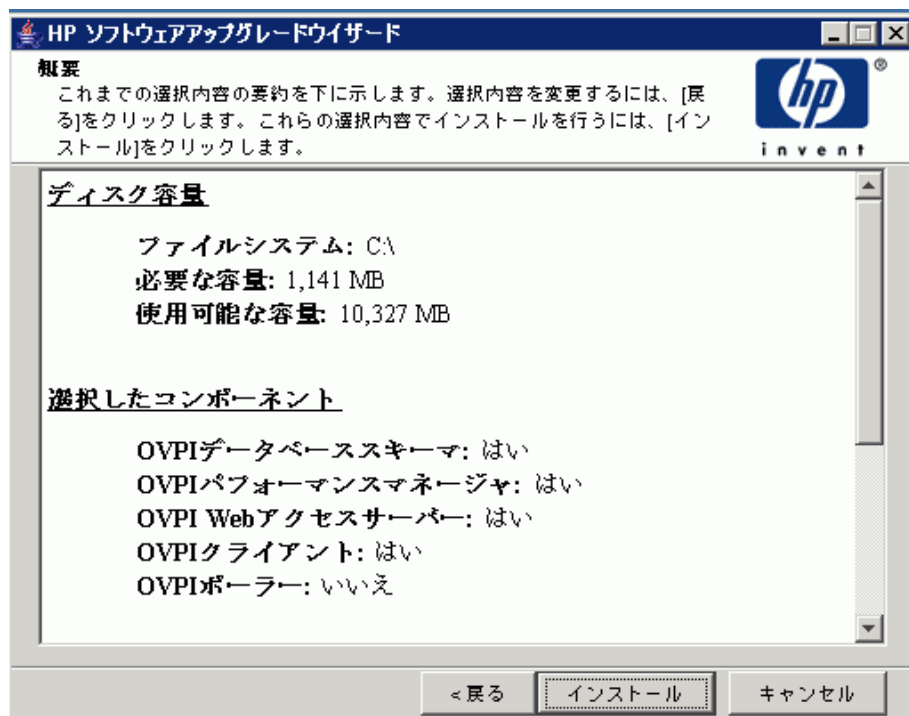 HP ソフトウェアアップグレードウイザード
概要
これまでの選択内容の要約を下に示します。選択内容を変更するには、[戻
る]をクリックします。これらの選択内容でインストールを行うには、[イン
ストール]をクリックします。
hp
®
invent
ディスク容量
ファイルシステム: C:\
必要な容量: 1,141 MB
使用可能な容量: 10,327 MB
選択したコンポーネント
OVPIデータベーススキーマ: はい
OVPIパフォーマンスマネージャ: はい
OVPI Webアクセスサーバー: はい
OVPIクライアント: はい
OVPIポーラー: いいえ
<戻る
インストール
キャンセル